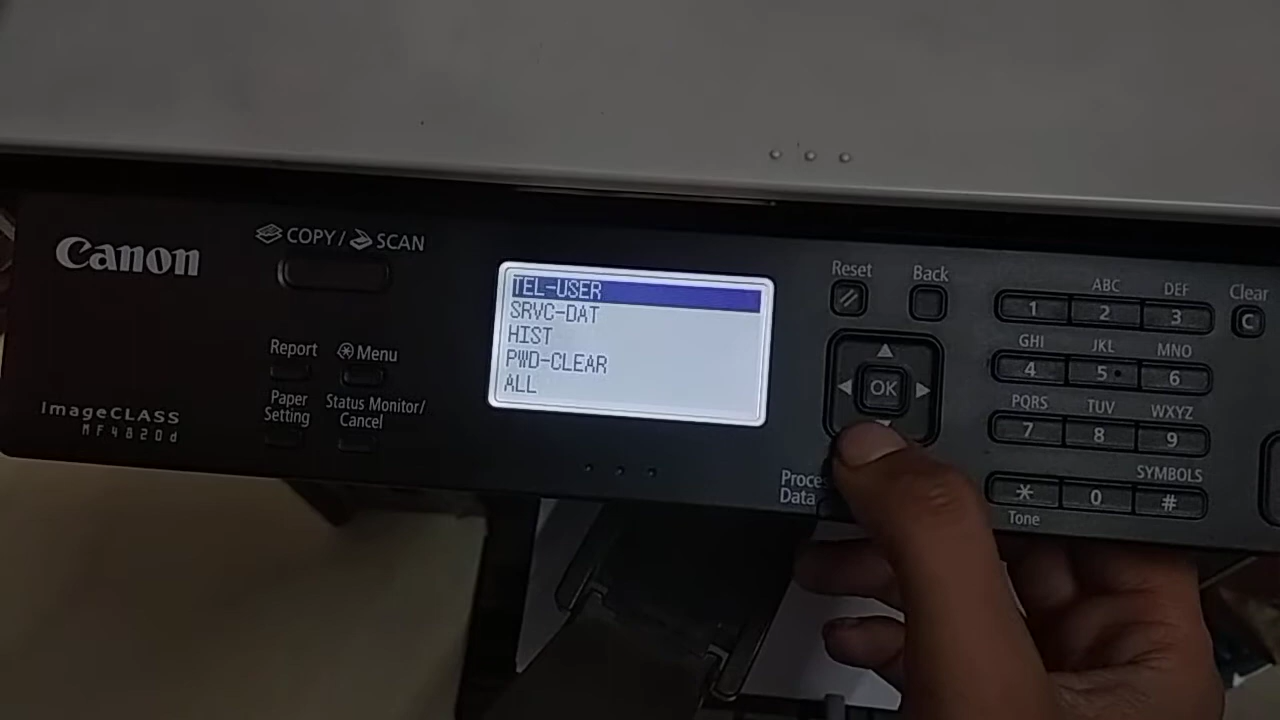 Canon
COPY / SCAN
Report
Menu
Paper
Setting
Status Monitor/
Cancel
ImageCLASS
MF4820d
TEL-USER
SRVC-DAT
HIST
PWD-CLEAR
ALL
Reset
Back
OK
Data
ABC
DEF
1
2
3
GHI
JKL
MNO
4
5
6
PQRS
TUV
WXYZ
7
8
9
SYMBOLS
*
0
#
Tone
Clear
C